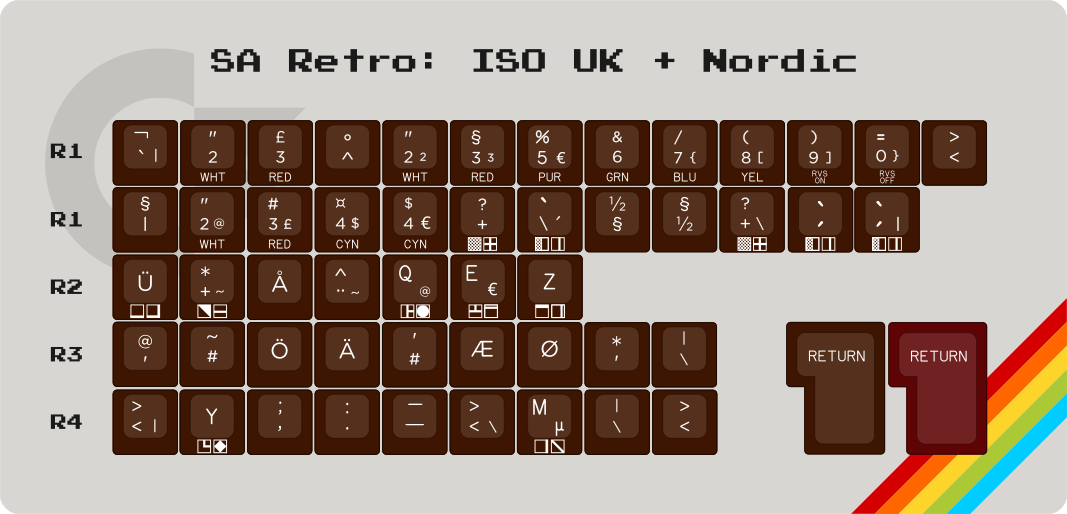 SA Retro: ISO UK + Nordic
R1
¬ ` |
" 2 WHT
£ 3 RED
° ^
" 2 2 WHT
§ 3 3 RED
% 5 € PUR
& 6 GRN
/ 7 { BLU
( 8 [ YEL
) 9 ] RVS ON
= 0 } RVS OFF
> <
R1
§ |
" 2 @ WHT
# 3 £ RED
¤ 4 $ CYN
$ 4 € CYN
? +
` \ ´
½ §
§ ½
? + \
` ´
` ´ |
R2
Ü
* + ~
Å
^ ¨ ~
Q @
E €
Z
R3
@ '
~ #
Ö
Ä
' #
Æ
Ø
* '
| \
RETURN
RETURN
R4
> < |
Y
; ,
: .
— —
> < \
M µ
| \
> <